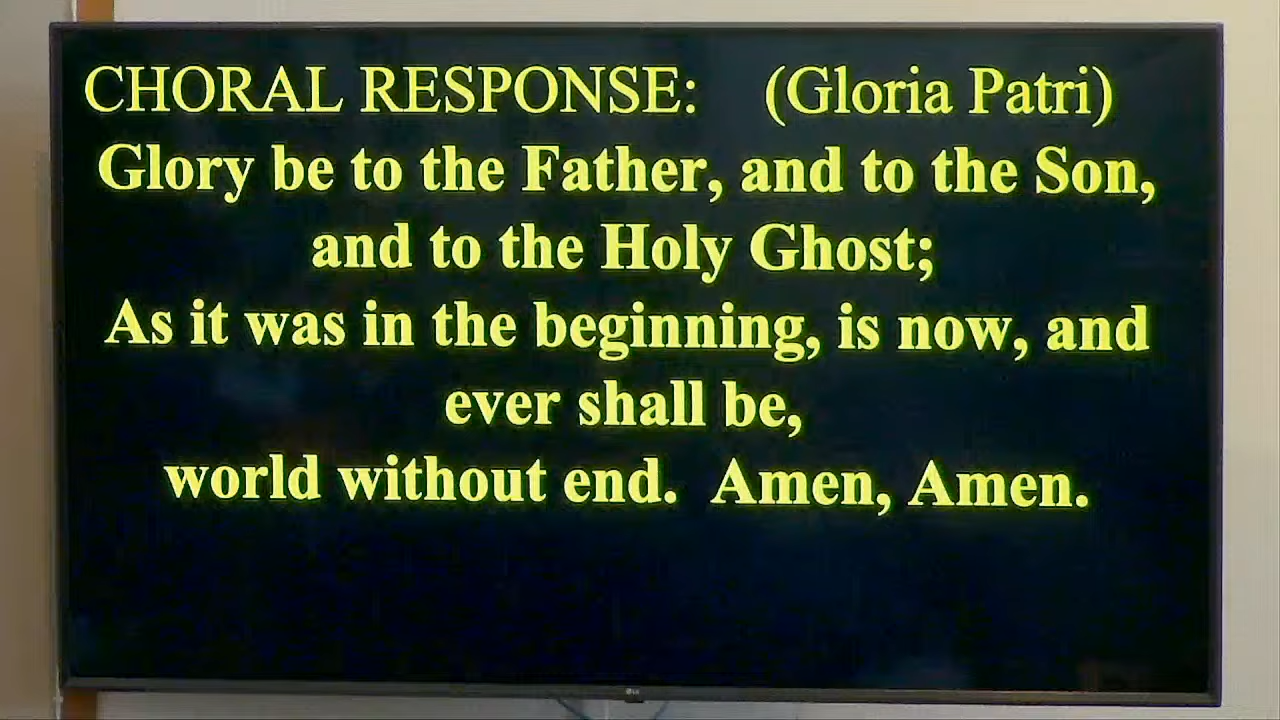 CHORAL RESPONSE: (Gloria Patri)
Glory be to the Father, and to the Son,
and to the Holy Ghost;
As it was in the beginning, is now, and
ever shall be,
world without end. Amen, Amen.
LG